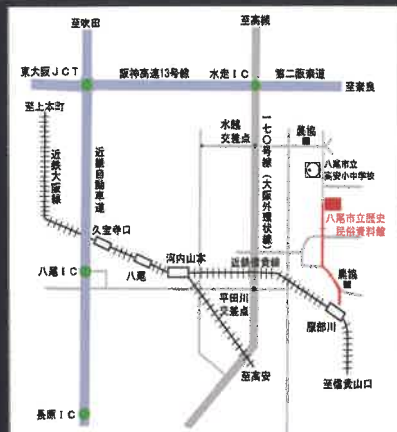 至吹田
至高槻
東大阪JCT
阪神高速13号線
水走IC
第二阪奈道
至奈良
至上本町
近鉄大阪線
近畿自動車道
水越
交差点
一七〇号線(大阪外環状線)
農協
八尾市立
高安小中学校
八尾市立歴史
民俗資料館
久宝寺口
八尾IC
八尾
河内山本
近鉄信貴線
農協
平田川
交差点
服部川
至高安
至信貴山口
長原IC